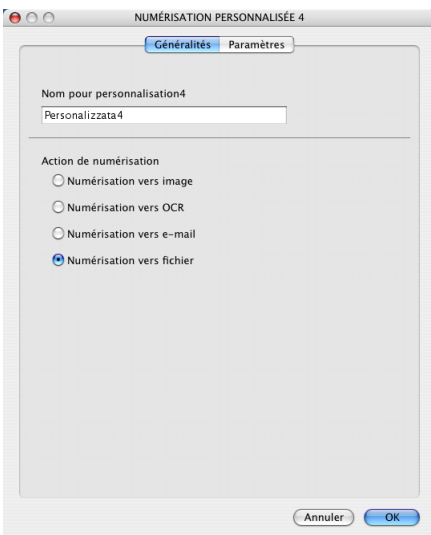 NUMÉRISATION PERSONNALISÉE 4
Généralités Paramètres
Nom pour personnalisation4
Personalizzata4
Action de numérisation
Numérisation vers image
Numérisation vers OCR
Numérisation vers e-mail
Numérisation vers fichier
Annuler OK